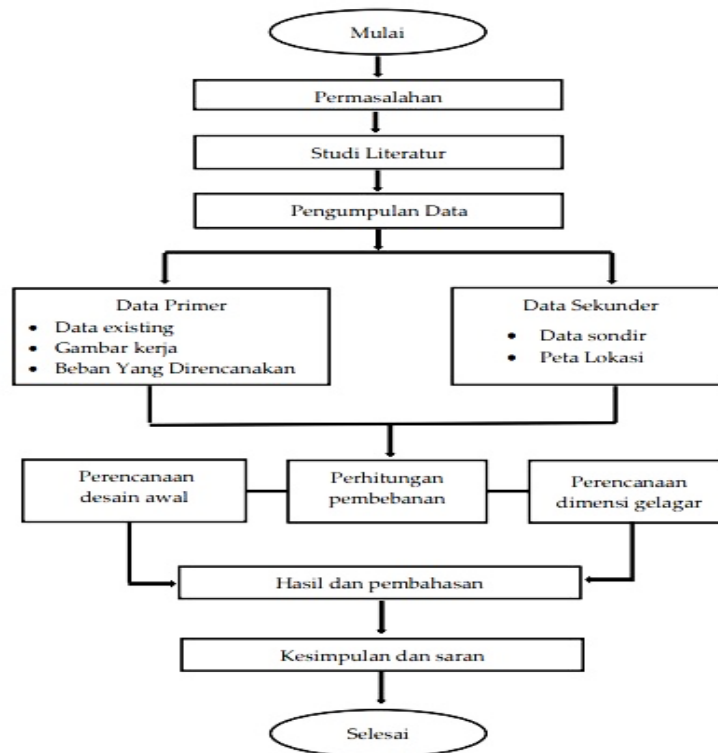 Mulai
Permasalahan
Studi Literatur
Pengumpulan Data
Data Primer
• Data existing
• Gambar kerja
• Beban Yang Direncanakan
Data Sekunder
• Data sondir
• Peta Lokasi
Perencanaan
desain awal
Perhitungan
pembebanan
Perencanaan
dimensi gelagar
Hasil dan pembahasan
Kesimpulan dan saran
Selesai